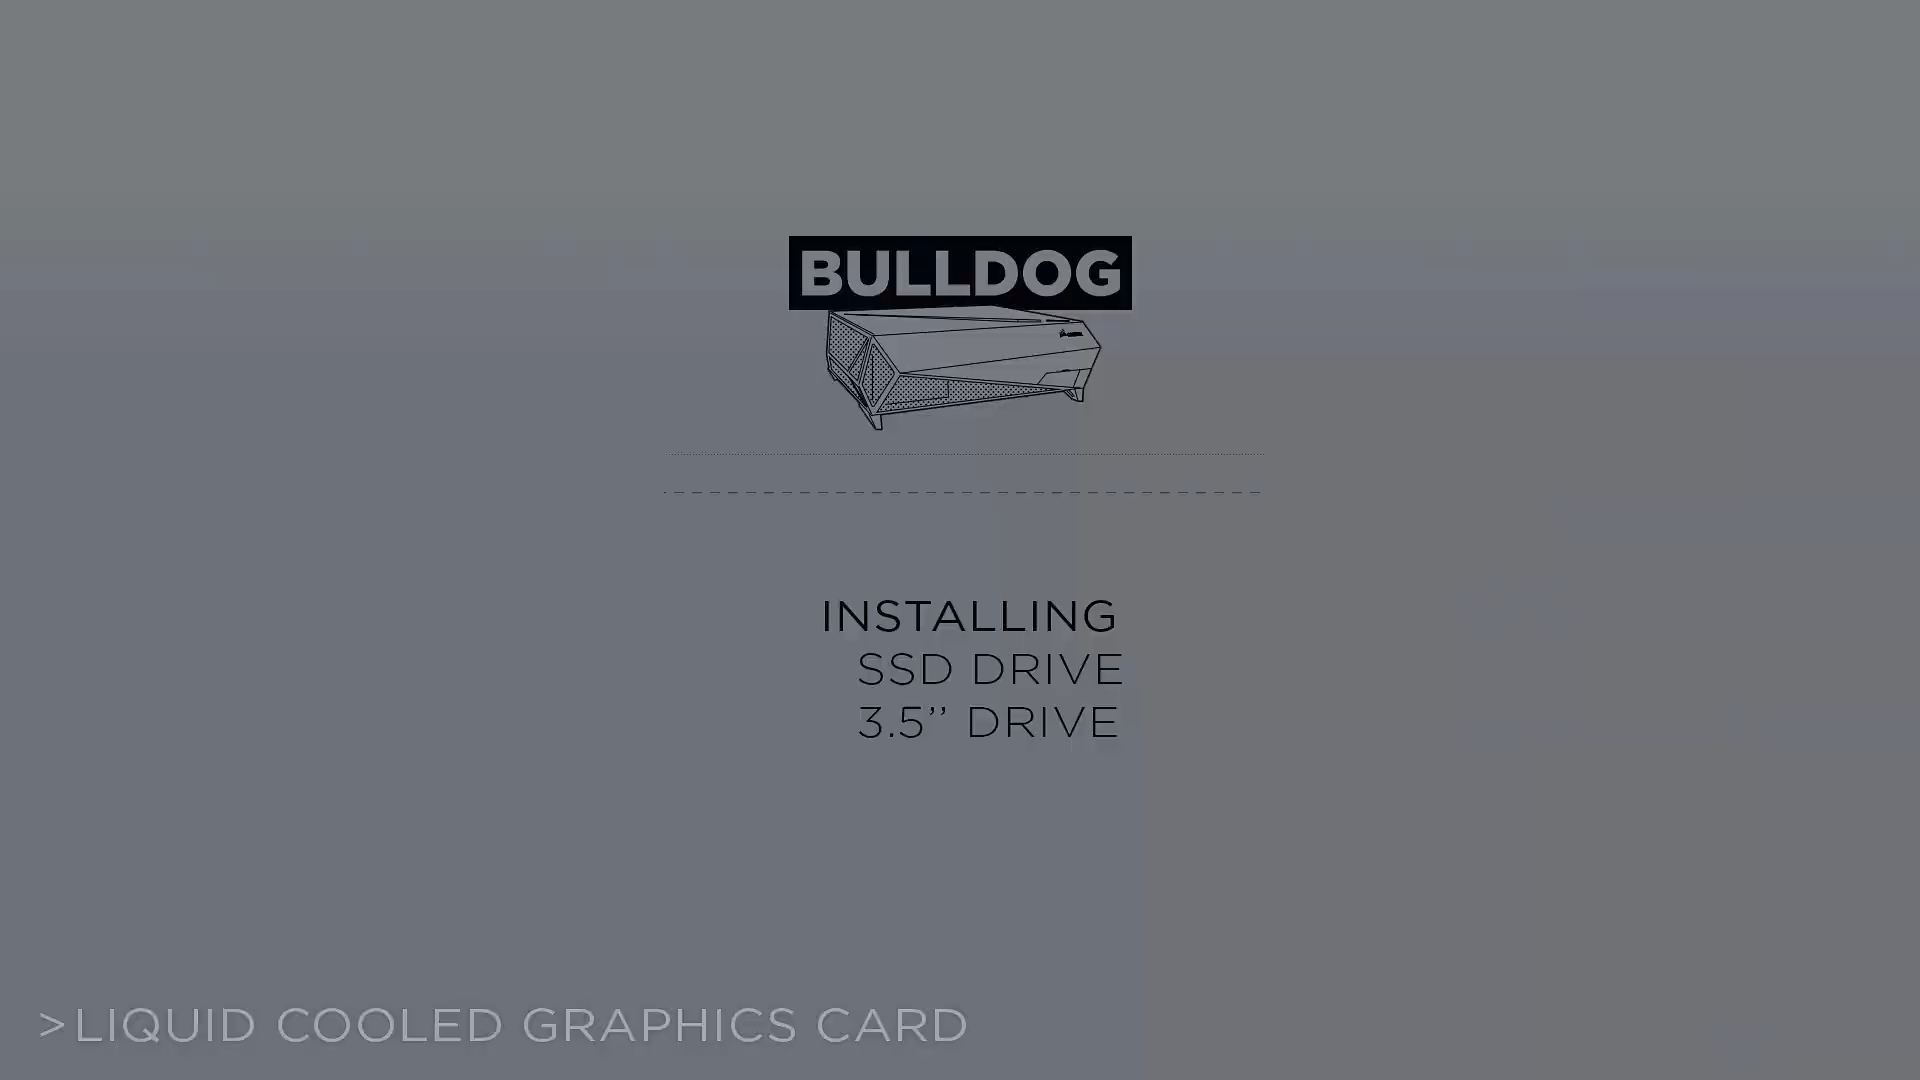 BULLDOG
INSTALLING
SSD DRIVE
3.5’’ DRIVE
>LIQUID COOLED GRAPHICS CARD